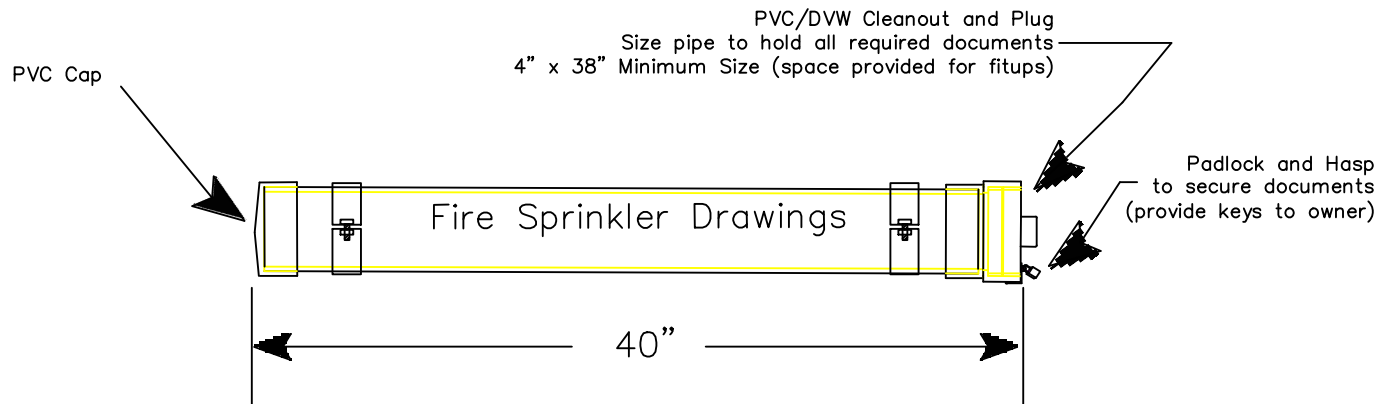 PVC/DVW Cleanout and Plug
Size pipe to hold all required documents
4” x 38” Minimum Size (space provided for fitups)
PVC Cap
Padlock and Hasp
to secure documents
(provide keys to owner)
Fire Sprinkler Drawings
40”